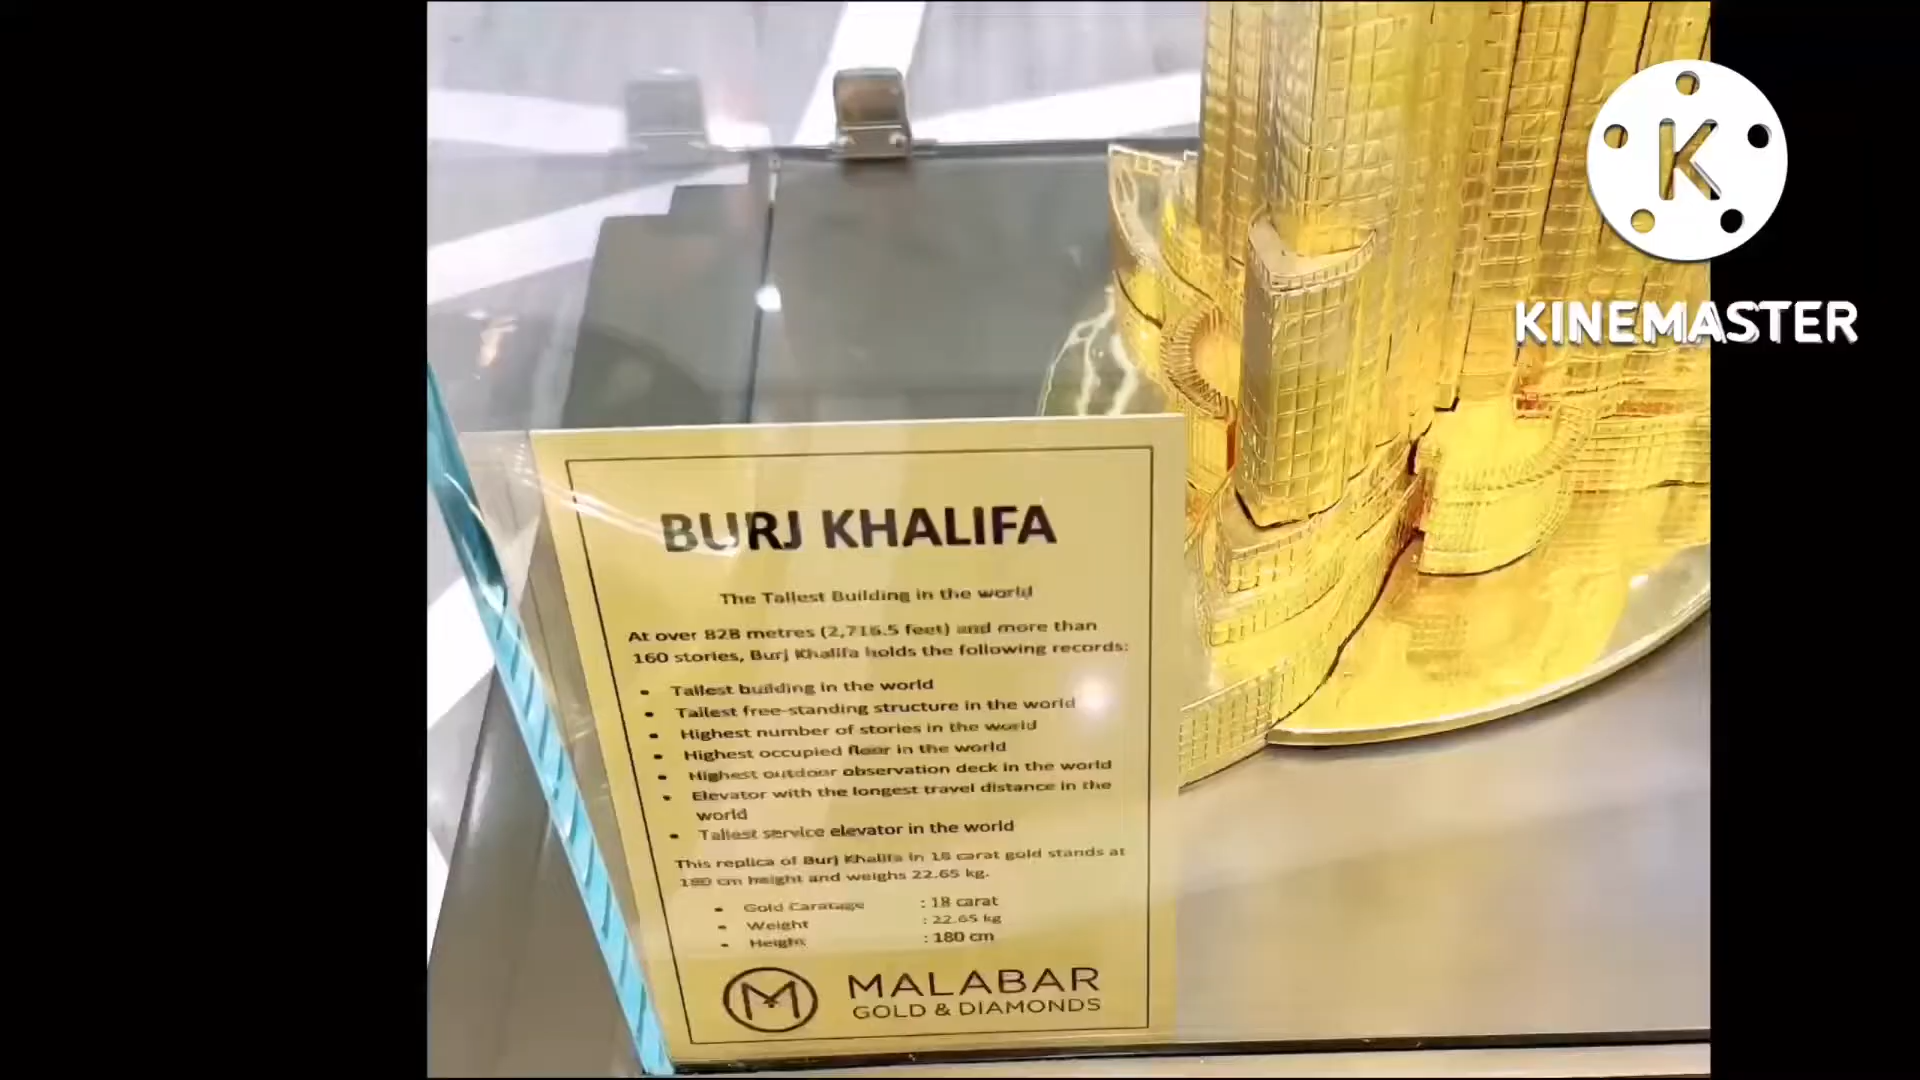 K
KINEMASTER
BURJ KHALIFA
The Tallest Building in the world
At over 828 metres (2,716.5 feet) and more than
160 stories, Burj Khalifa holds the following records:
• Tallest building in the world
• Tallest free-standing structure in the world
• Highest number of stories in the world
• Highest occupied floor in the world
• Highest outdoor observation deck in the world
• Elevator with the longest travel distance in the
world
• Tallest service elevator in the world
This replica of Burj Khalifa in 18 carat gold stands at
180 cm height and weighs 22.65 kg.
• Gold Caratage : 18 carat
• Weight : 22.65 kg
• Height : 180 cm
M MALABAR
GOLD & DIAMONDS